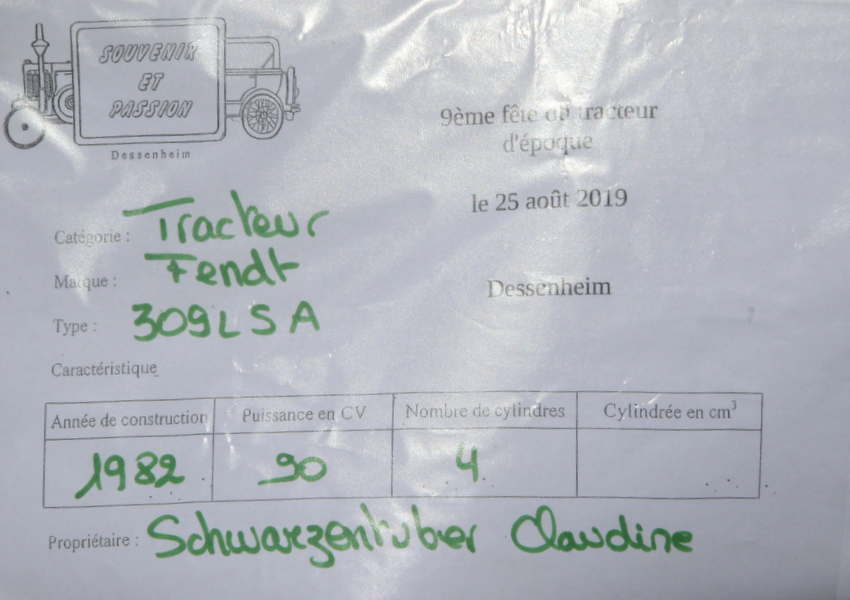 SOUVENIR
ET
PASSION
Dessenheim
9ème fête du tracteur
d'époque
le 25 août 2019
Dessenheim
Catégorie : Tracteur
Marque : Fendt
Type : 309LSA
Caractéristique
Année de construction Puissance en CV Nombre de cylindres Cylindrée en cm³
1982 90 4
Propriétaire : Schwarzentruber Claudine